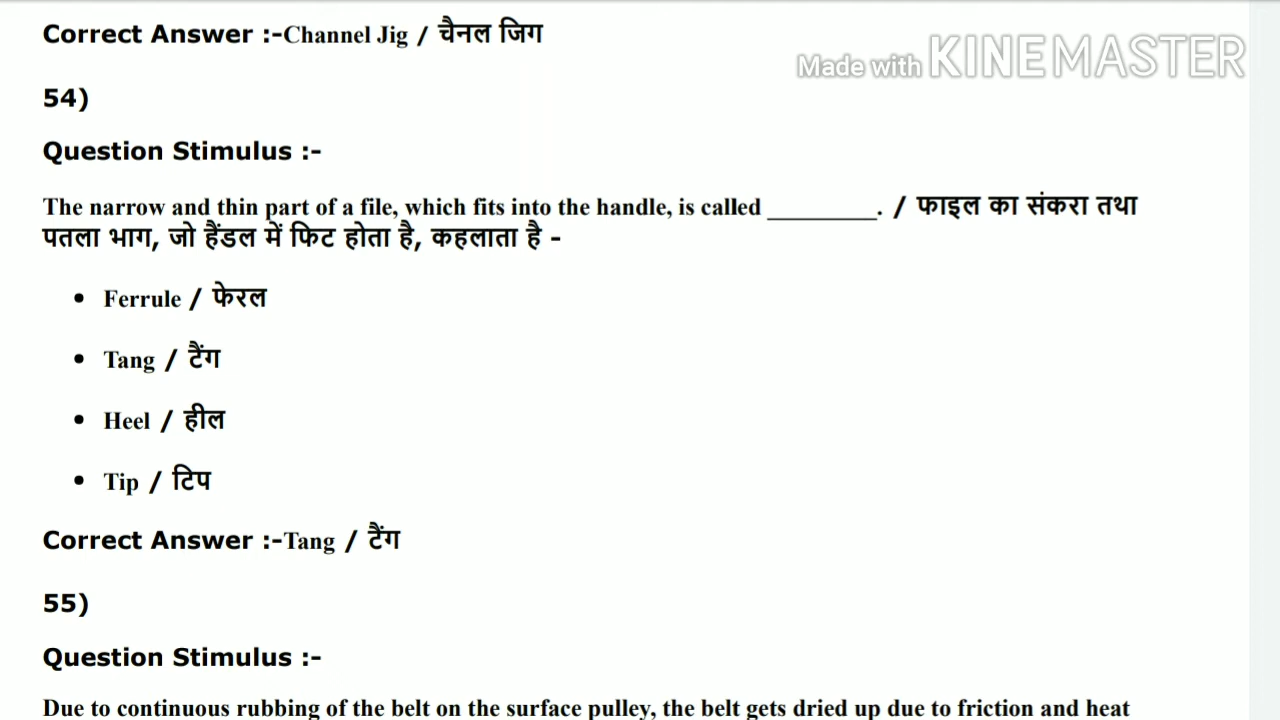 Correct Answer :-Channel Jig / चैनल जिग
Made with KINEMASTER
54)
Question Stimulus :-
The narrow and thin part of a file, which fits into the handle, is called _________. / फाइल का संकरा तथा
पतला भाग, जो हैंडल में फिट होता है, कहलाता है -
• Ferrule / फेरल
• Tang / टैंग
• Heel / हील
• Tip / टिप
Correct Answer :-Tang / टैंग
55)
Question Stimulus :-
Due to continuous rubbing of the belt on the surface pulley, the belt gets dried up due to friction and heat